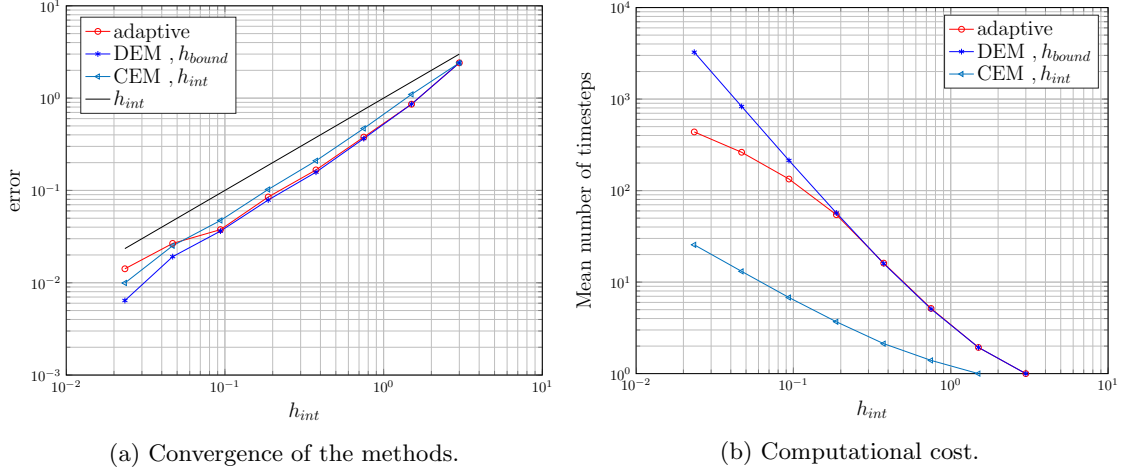 adaptive
DEM , h_bound
CEM , h_int
h_int
10^1
10^0
10^−1
10^−2
10^−3
error
10^−2
10^−1
10^0
10^1
h_int
(a) Convergence of the methods.
adaptive
DEM , h_bound
CEM , h_int
10^4
10^3
10^2
10^1
10^0
Mean number of timesteps
10^−2
10^−1
10^0
10^1
h_int
(b) Computational cost.